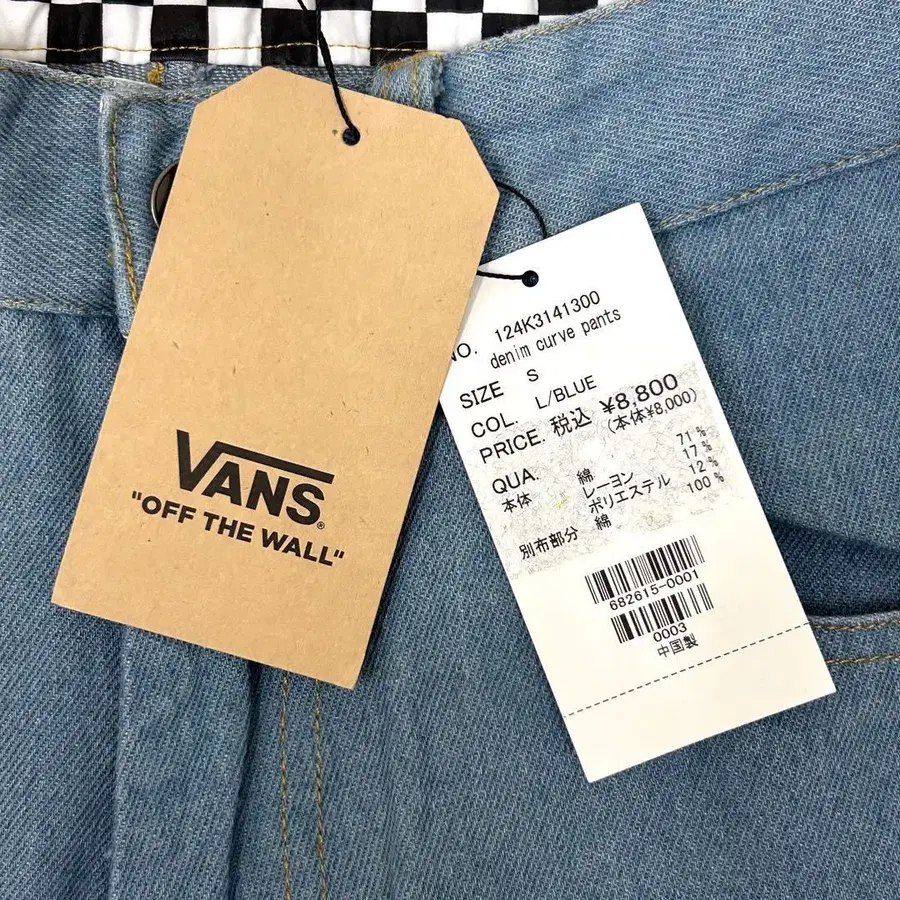 VANS®
"OFF THE WALL"
NO. 124K3141300
denim curve pants
SIZE S
COL. L/BLUE
PRICE. 税込 ¥8,800
(本体¥8,000)
QUA.
本体 綿 71%
レーヨン 17%
ポリエステル 12%
別布部分 綿 100%
682615-0001
0003
中国製